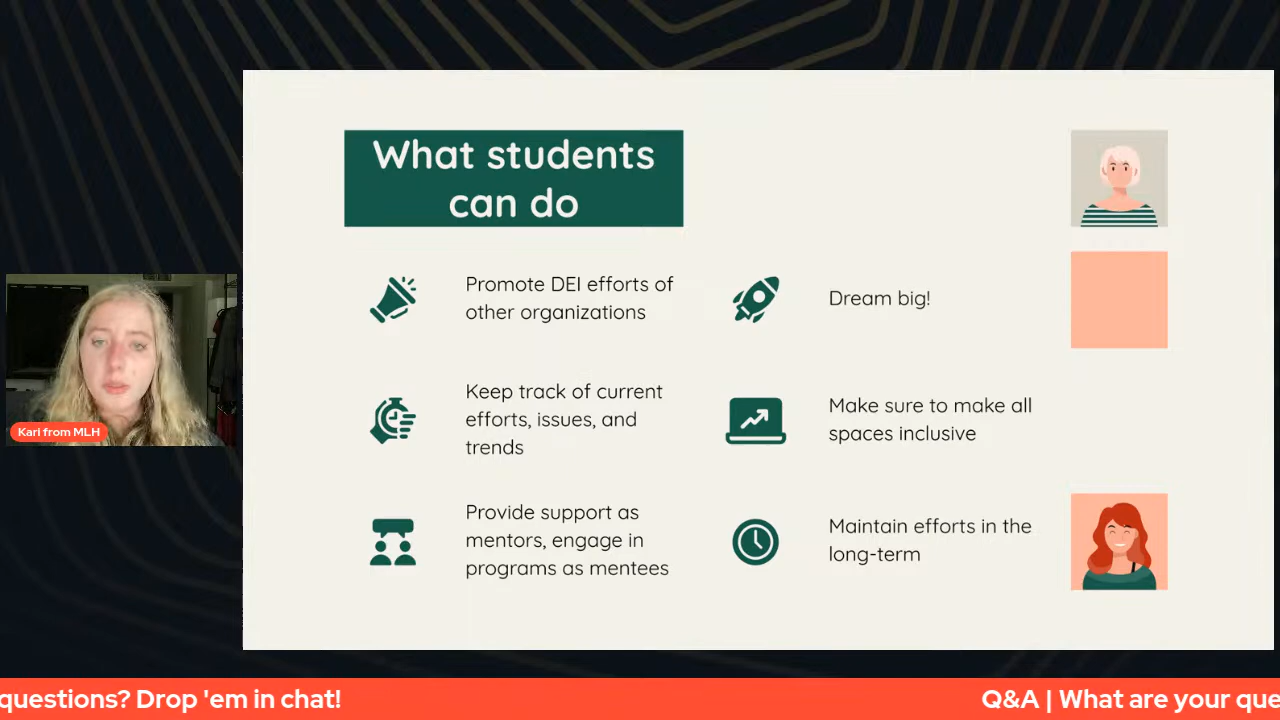 What students
can do
Promote DEI efforts of
other organizations
Dream big!
Keep track of current
efforts, issues, and
trends
Make sure to make all
spaces inclusive
Provide support as
mentors, engage in
programs as mentees
Maintain efforts in the
long-term
Kari from MLH
questions? Drop 'em in chat!
Q&A | What are your que